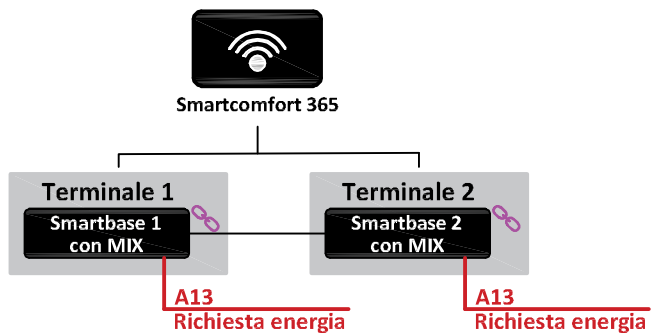 Smartcomfort 365
Terminale 1
Smartbase 1
con MIX
A13
Richiesta energia
Terminale 2
Smartbase 2
con MIX
A13
Richiesta energia